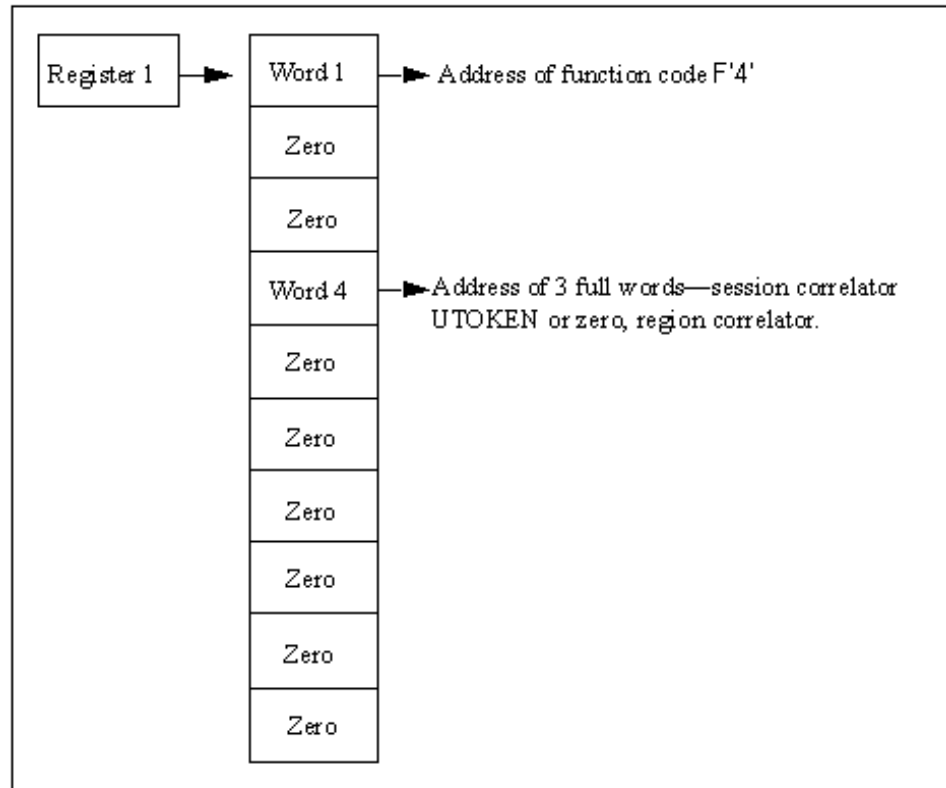 Register 1
Word 1
Address of function code F'4'
Zero
Zero
Word 4
Address of 3 full words—session correlator
UTOKEN or zero, region correlator.
Zero
Zero
Zero
Zero
Zero
Zero